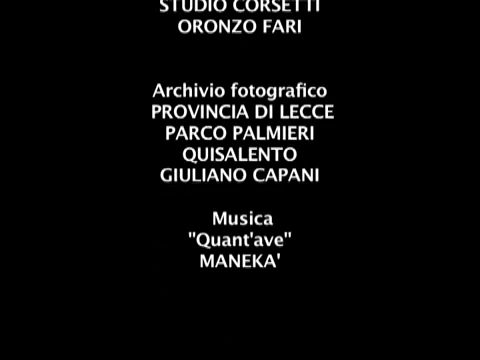 STUDIO CORSETTI
ORONZO FARI
Archivio fotografico
PROVINCIA DI LECCE
PARCO PALMIERI
QUISALENTO
GIULIANO CAPANI
Musica
"Quant'ave"
MANEKA'